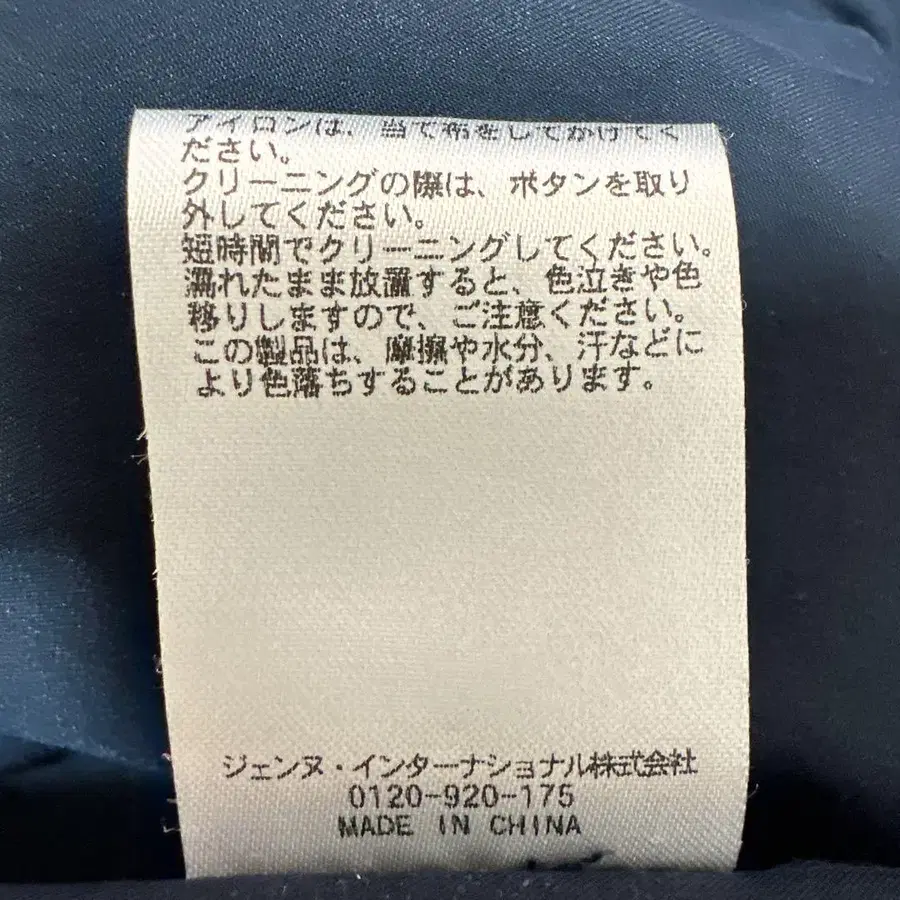 アイロンは、当て布をしてかけてく
ださい。
クリーニングの際は、ボタンを取り
外してください。
短時間でクリーニングしてください。
濡れたまま放置すると、色泣きや色
移りしますので、ご注意ください。
この製品は、摩擦や水分、汗などに
より色落ちすることがあります。
ジェンヌ・インターナショナル株式会社
0120-920-175
MADE IN CHINA